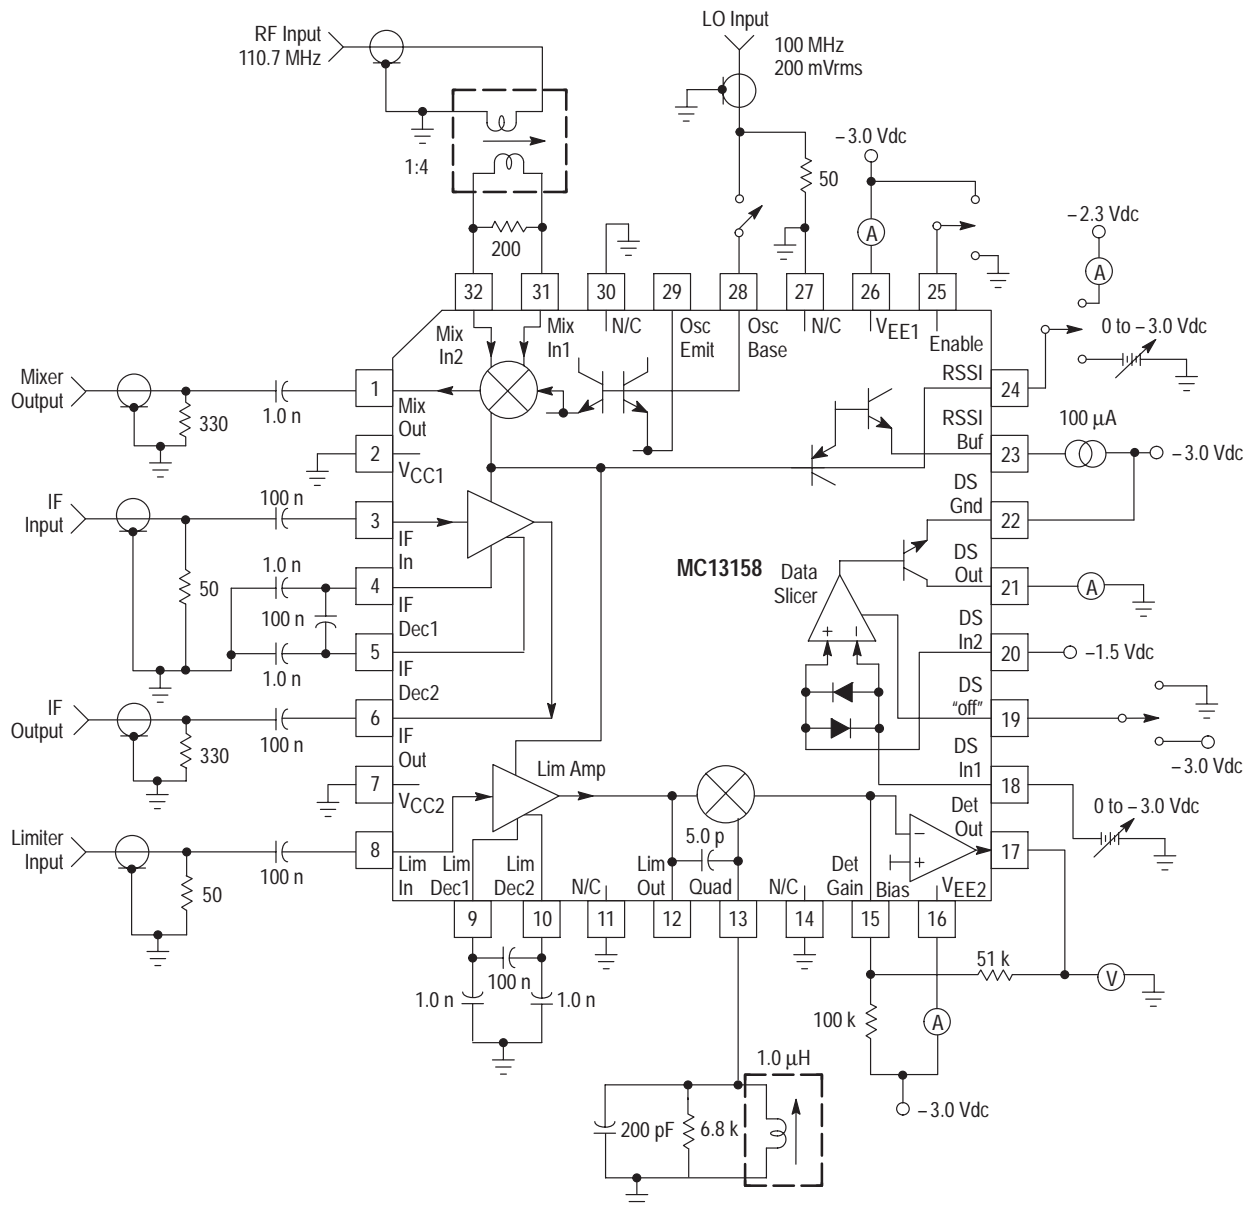 RF Input
110.7 MHz
LO Input
100 MHz
200 mVrms
– 3.0 Vdc
1:4
50
– 2.3 Vdc
A
A
200
0 to – 3.0 Vdc
32
31
30
29
28
27
26
25
Mix
In2
Mix
In1
N/C
Osc
Emit
Osc
Base
N/C
VEE1
Enable
Mixer
Output
330
1.0 n
1
Mix
Out
RSSI
24
2
VCC1
RSSI
Buf
23
100 µA
– 3.0 Vdc
IF
Input
100 n
3
IF
In
DS
Gnd
22
50
1.0 n
4
IF
Dec1
100 n
MC13158
Data
Slicer
+
–
DS
Out
21
A
1.0 n
5
IF
Dec2
DS
In2
20
–1.5 Vdc
IF
Output
330
100 n
6
IF
Out
DS
"off"
19
– 3.0 Vdc
7
VCC2
Lim Amp
DS
In1
18
0 to – 3.0 Vdc
Limiter
Input
50
100 n
8
Lim
In
Lim
Dec1
Lim
Dec2
N/C
Lim
Out
5.0 p
Quad
N/C
Det
Gain
Bias
–
+
VEE2
Det
Out
17
9
10
11
12
13
14
15
16
100 n
1.0 n
1.0 n
51 k
V
100 k
A
– 3.0 Vdc
1.0 µH
200 pF
6.8 k